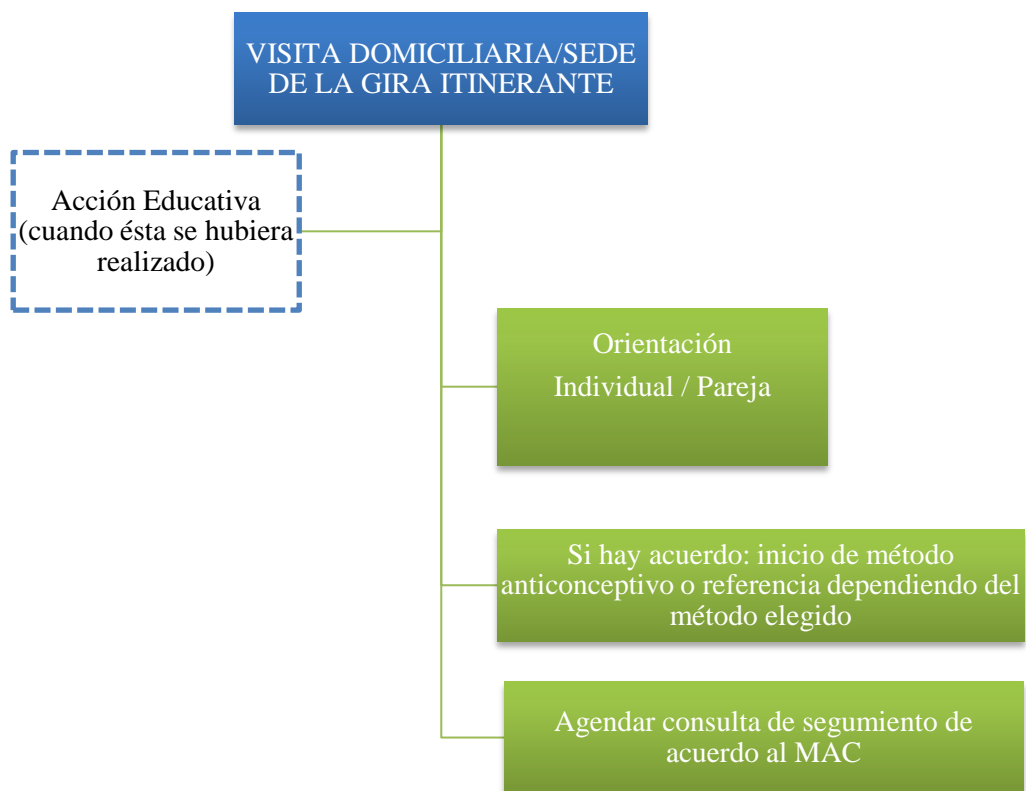 VISITA DOMICILIARIA/SEDE
DE LA GIRA ITINERANTE
Acción Educativa
(cuando ésta se hubiera
realizado)
Orientación
Individual / Pareja
Si hay acuerdo: inicio de método
anticonceptivo o referencia dependiendo del
método elegido
Agendar consulta de segumiento de
acuerdo al MAC